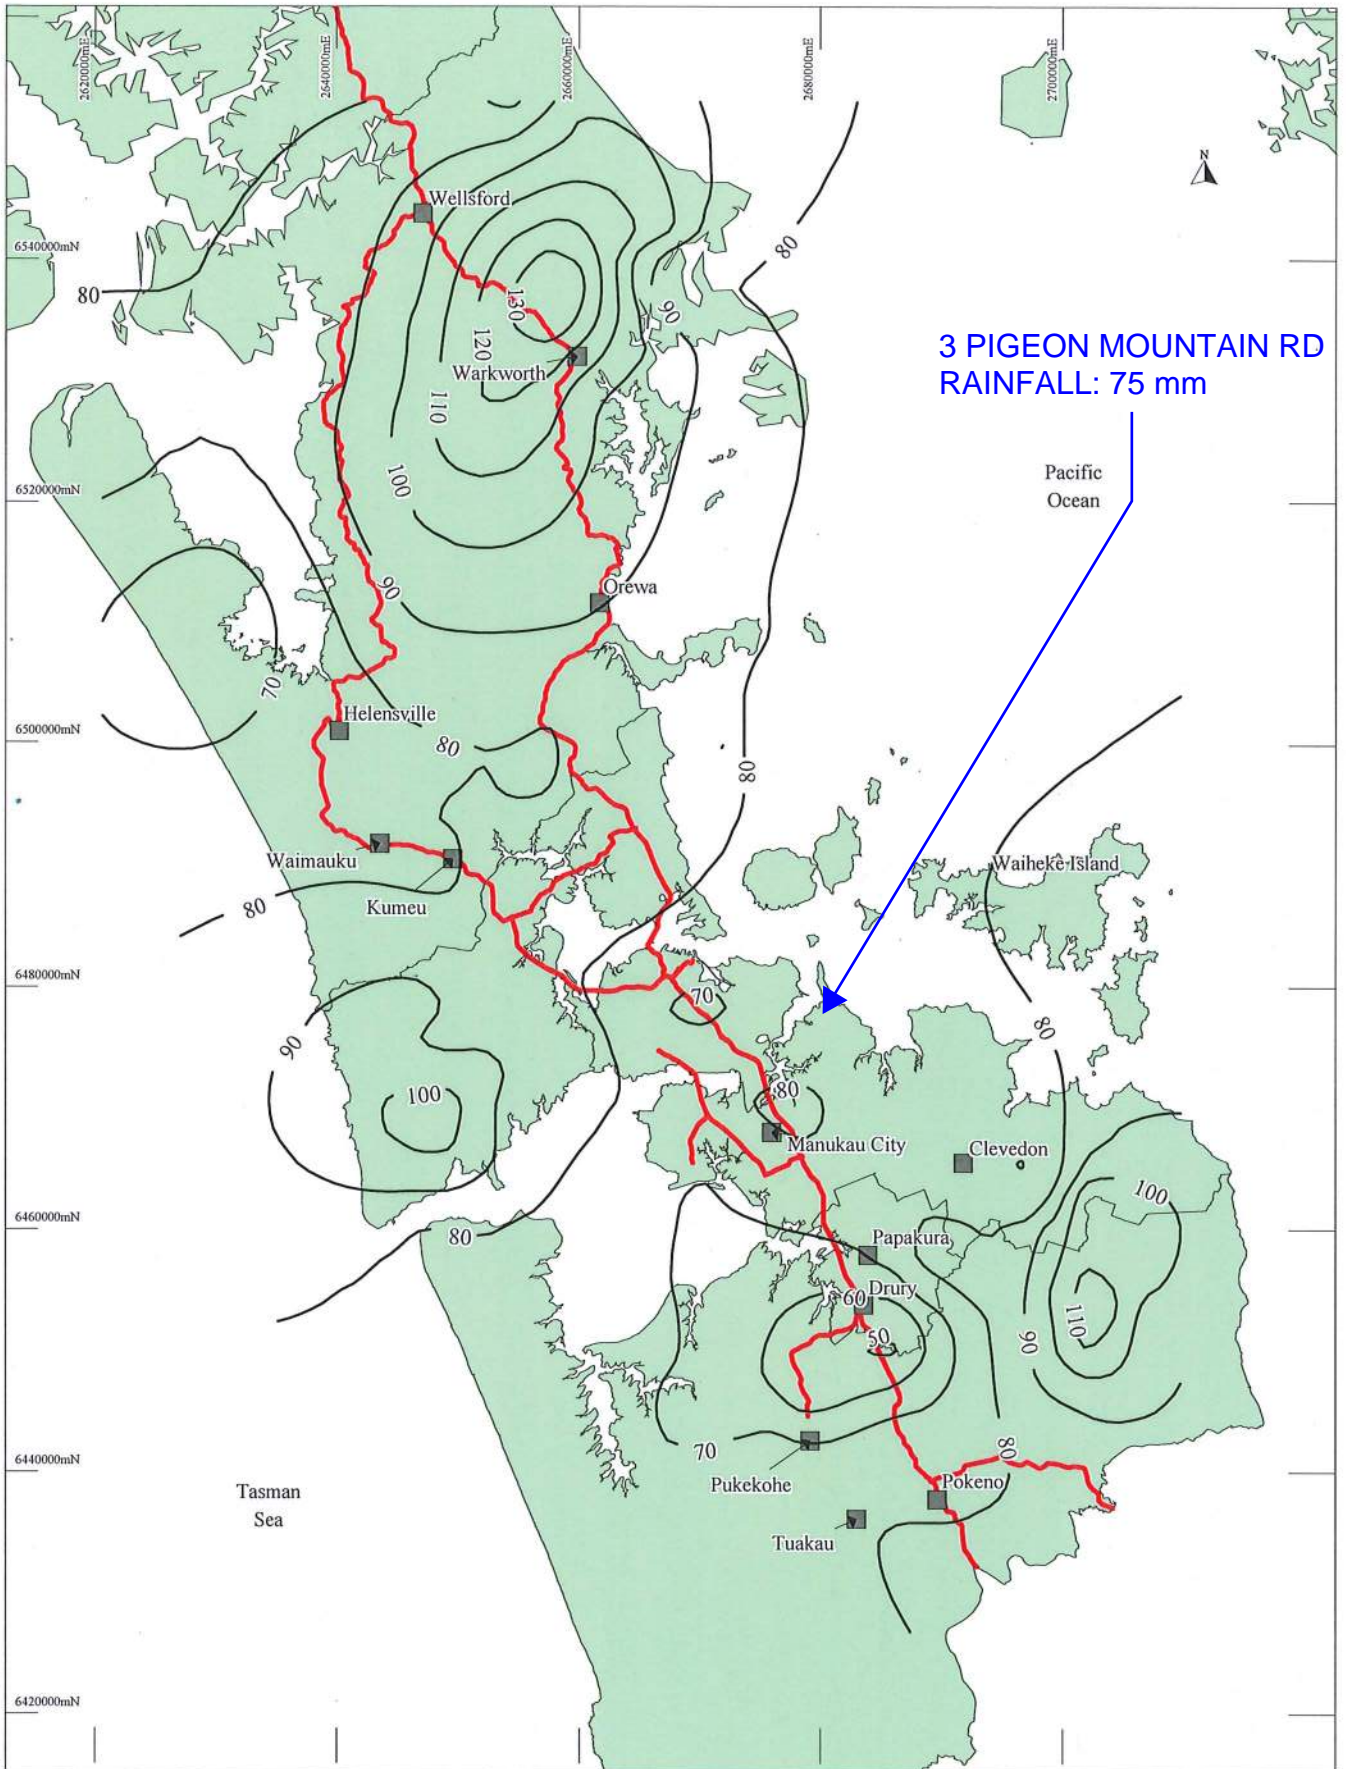 2620000mE
2640000mE
2660000mE
2680000mE
2700000mE
N
Wellsford
6540000mN
80
80
130
90
3 PIGEON MOUNTAIN RD
RAINFALL: 75 mm
120
Warkworth
110
Pacific
Ocean
100
6520000mN
90
Orewa
70
Helensville
6500000mN
80
80
Waimauku
Waiheke Island
Kumeu
80
6480000mN
70
80
90
100
80
Manukau City
Clevedon
100
6460000mN
80
Papakura
Drury
60
110
50
90
70
80
6440000mN
Pukekohe
Pokeno
Tasman
Sea
Tuakau
6420000mN